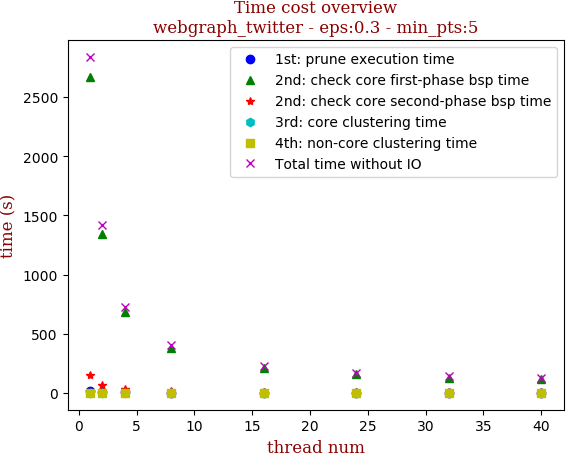 Time cost overview
webgraph_twitter - eps:0.3 - min_pts:5
1st: prune execution time
2nd: check core first-phase bsp time
2nd: check core second-phase bsp time
3rd: core clustering time
4th: non-core clustering time
Total time without IO
time (s)
2500
2000
1500
1000
500
0
0 5 10 15 20 25 30 35 40
thread num